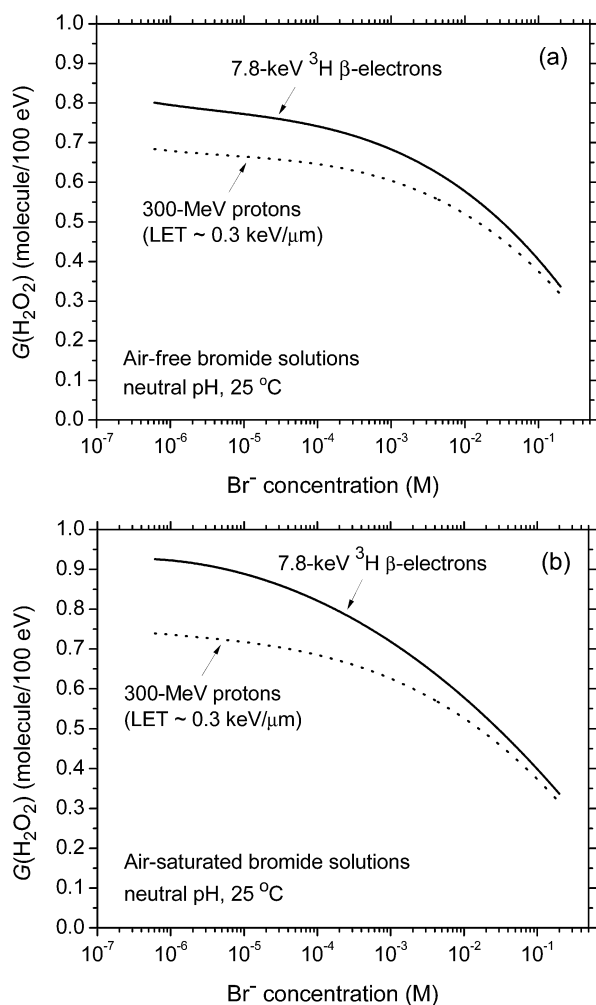 1.0
0.9
0.8
0.7
0.6
0.5
0.4
0.3
0.2
0.1
0.0
G(H₂O₂) (molecule/100 eV)
(a)
7.8-keV ³H β-electrons
300-MeV protons
(LET ~ 0.3 keV/μm)
Air-free bromide solutions
neutral pH, 25 °C
10⁻⁷ 10⁻⁶ 10⁻⁵ 10⁻⁴ 10⁻³ 10⁻² 10⁻¹
Br⁻ concentration (M)
1.0
0.9
0.8
0.7
0.6
0.5
0.4
0.3
0.2
0.1
0.0
G(H₂O₂) (molecule/100 eV)
(b)
7.8-keV ³H β-electrons
300-MeV protons
(LET ~ 0.3 keV/μm)
Air-saturated bromide solutions
neutral pH, 25 °C
10⁻⁷ 10⁻⁶ 10⁻⁵ 10⁻⁴ 10⁻³ 10⁻² 10⁻¹
Br⁻ concentration (M)